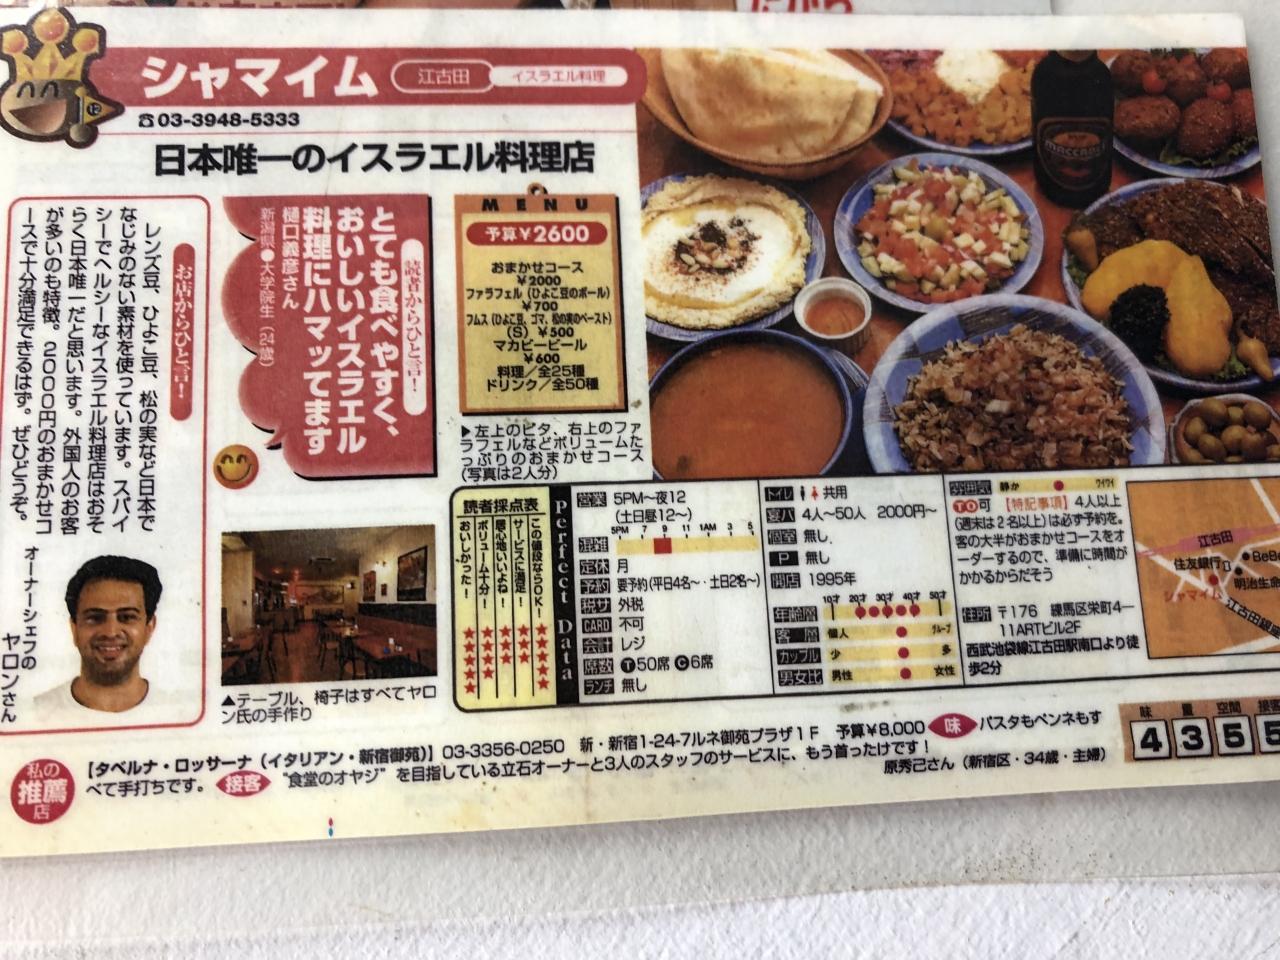 シャマイム
江古田
イスラエル料理
☎03-3948-5333
日本唯一のイスラエル料理店
お店からひと言！
レンズ豆、ひよこ豆、松の実など日本で
なじみのない素材を使っています。スパイ
シーでヘルシーなイスラエル料理店はおそ
らく日本唯一だと思います。外国人のお客
が多いのも特徴。2000円のおまかせコ
ースで十分満足できるはず。ぜひどうぞ。
オーナーシェフの
ヤロンさん
読者からひと言！
とても食べやすく、
おいしいイスラエル
料理にハマッてます
樋口義彦さん
新潟県●大学院生（24歳）
MENU
予算￥2600
おまかせコース
￥2000
ファラフェル（ひよこ豆のボール）
￥700
フムス（ひよこ豆、ゴマ、松の実のペースト）
（S）￥500
マカビービール
￥600
料理／全25種
ドリンク／全50種
▶左上のピタ、右上のファ
ラフェルなどボリュームた
っぷりのおまかせコース
（写真は2人分）
MACCABEE
▲テーブル、椅子はすべてヤロ
ン氏の手作り
読者採点表
この値段ならOK！ ★★★★★
サービスに満足！ ★★★
居心地いいよね！ ★★★
ボリューム十分！ ★★★★
おいしかった！ ★★★★★
Perfect Data
営業 5PM〜夜12
（土日昼12〜）
5PM 7 9 11 1AM 3 5
混雑
定休 月
予約 要予約（平日4名〜・土日2名〜）
税サ 外税
CARD 不可
会計 レジ
席数 T50席 C6席
ランチ 無し
トイレ 共用
宴バ 4人〜50人 2000円〜
個室 無し
P 無し
開店 1995年
10才 20才 30才 40才 50才
年齢層
客層 個人 グループ
カップル 少 多
男女比 男性 女性
雰囲気 静か ワイワイ
TO可 【特記事項】4人以上
（週末は2名以上）は必ず予約を。
客の大半がおまかせコースをオ
ーダーするので、準備に時間が
かかるからだそう
住所 〒176 練馬区栄町4—
11ARTビル2F
西武池袋線江古田駅南口より徒
歩2分
江古田
住友銀行
明治生命
シャマイム
私の
推薦
店
【タベルナ・ロッサーナ（イタリアン・新宿御苑）】03-3356-0250 新・新宿1-24-7ルネ御苑プラザ1F 予算￥8,000 味 パスタもペンネもす
べて手打ちです。 接客 “食堂のオヤジ”を目指している立石オーナーと3人のスタッフのサービスに、もう首ったけです！
原秀己さん（新宿区・34歳・主婦）
味 量 空間 接客
4 3 5 5